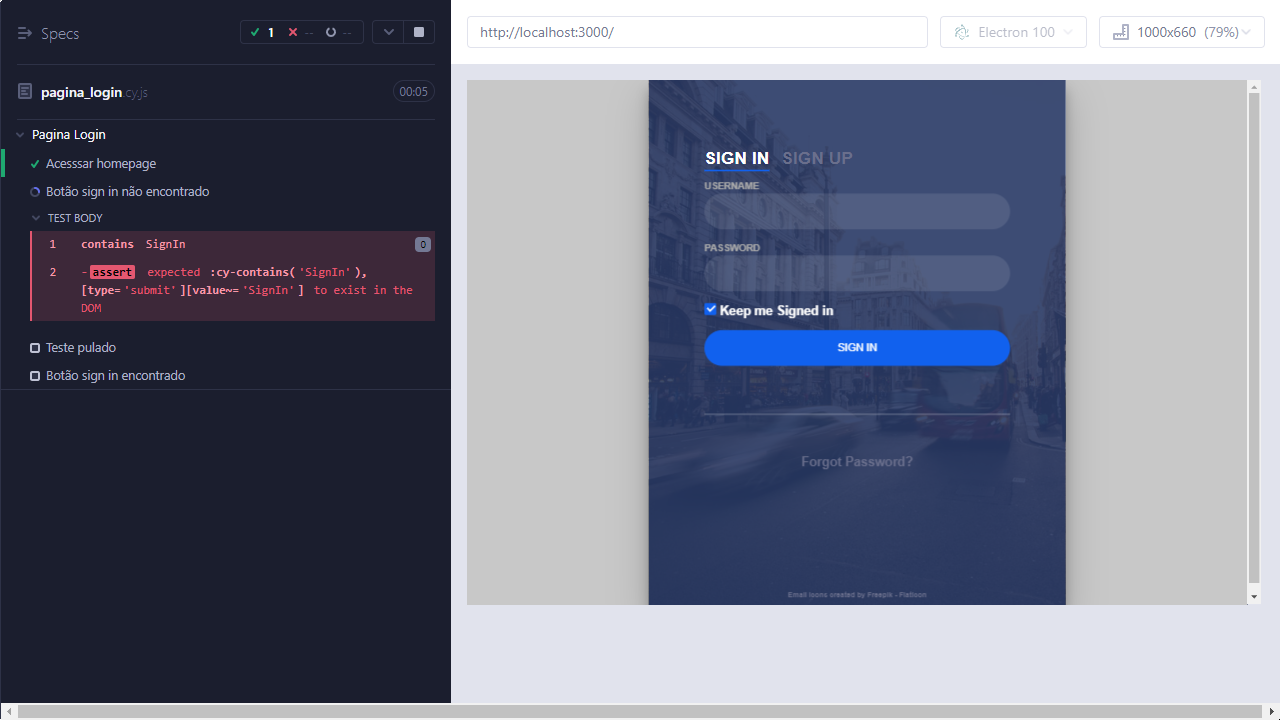 Specs
1
--
--
pagina_login.cy.js
00:05
Pagina Login
Acesssar homepage
Botão sign in não encontrado
TEST BODY
1 contains SignIn 0
2 -assert expected :cy-contains('SignIn'),
[type='submit'][value~='SignIn'] to exist in the
DOM
Teste pulado
Botão sign in encontrado
http://localhost:3000/
Electron 100
1000x660 (79%)
SIGN IN SIGN UP
USERNAME
PASSWORD
Keep me Signed in
SIGN IN
Forgot Password?
Email icons created by Freepik - Flaticon